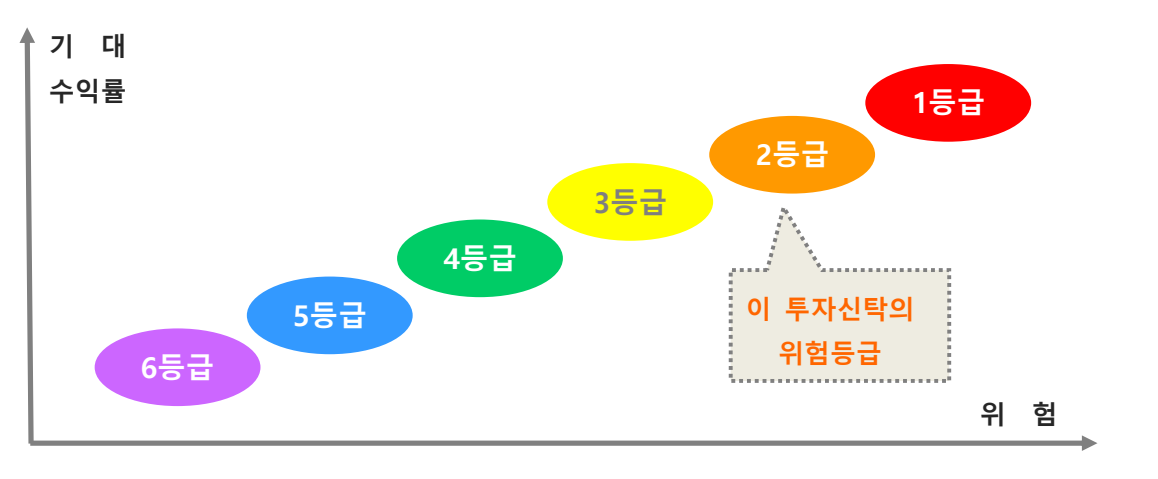 기 대
수익률
1등급
2등급
3등급
4등급
5등급
6등급
이 투자신탁의
위험등급
위 험